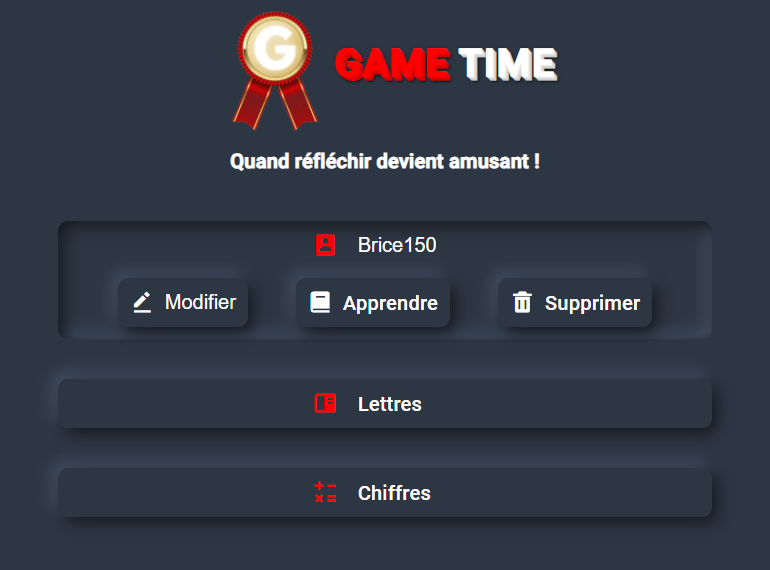 G
GAME TIME
Quand réfléchir devient amusant !
Brice150
Modifier Apprendre Supprimer
Lettres
Chiffres